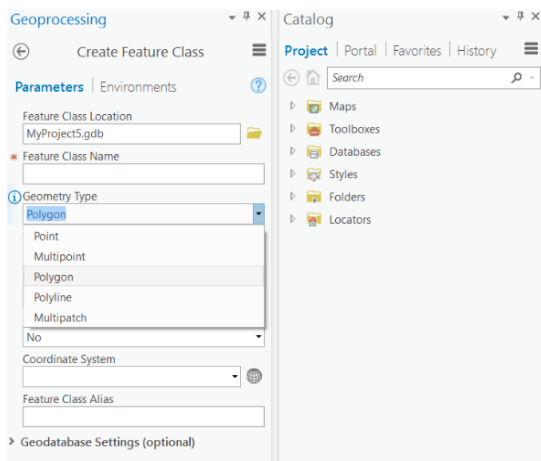 Geoprocessing
Create Feature Class
Parameters | Environments
Feature Class Location
MyProject5.gdb
* Feature Class Name
Geometry Type
Polygon
Point
Multipoint
Polygon
Polyline
Multipatch
No
Coordinate System
Feature Class Alias
Geodatabase Settings (optional)
Catalog
Project | Portal | Favorites | History
Search
Maps
Toolboxes
Databases
Styles
Folders
Locators